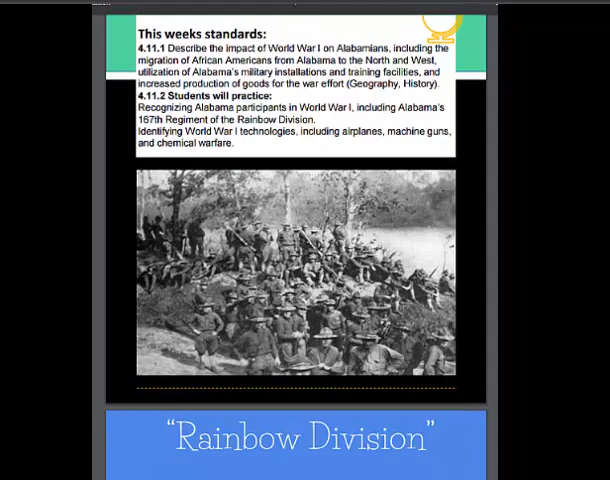 This weeks standards:
4.11.1 Describe the impact of World War I on Alabamians, including the
migration of African Americans from Alabama to the North and West,
utilization of Alabama's military installations and training facilities, and
increased production of goods for the war effort (Geography, History).
4.11.2 Students will practice:
Recognizing Alabama participants in World War I, including Alabama's
167th Regiment of the Rainbow Division.
Identifying World War I technologies, including airplanes, machine guns,
and chemical warfare.
"Rainbow Division"